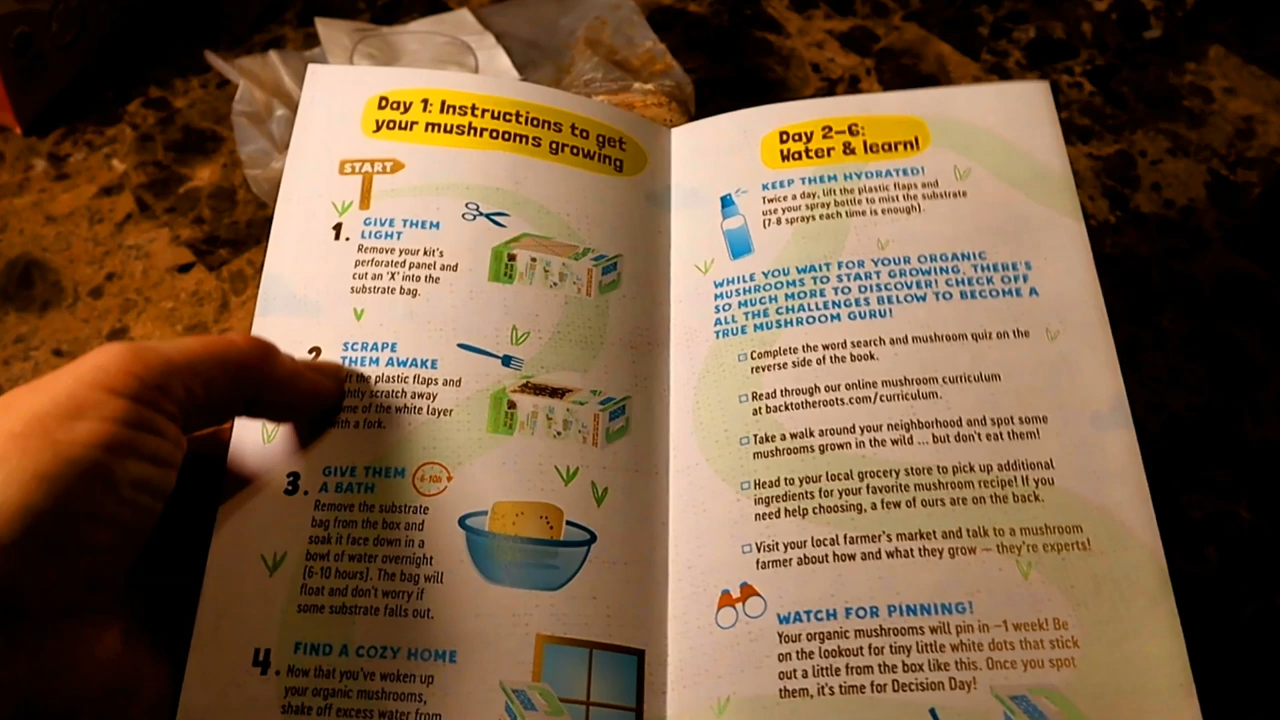 Day 1: Instructions to get
your mushrooms growing
START
1. GIVE THEM
LIGHT
Remove your kit's
perforated panel and
cut an 'X' into the
substrate bag.
2. SCRAPE
THEM AWAKE
the plastic flaps and
scratch away
of the white layer
a fork.
3. GIVE THEM
A BATH
6-10h
Remove the substrate
bag from the box and
soak it face down in a
bowl of water overnight
(6-10 hours). The bag will
float and don't worry if
some substrate falls out.
4. FIND A COZY HOME
Now that you've woken up
your organic mushrooms,
shake off excess water from
Day 2-6:
Water & learn!
KEEP THEM HYDRATED!
Twice a day, lift the plastic flaps and
use your spray bottle to mist the substrate
(7-8 sprays each time is enough).
WHILE YOU WAIT FOR YOUR ORGANIC
MUSHROOMS TO START GROWING, THERE'S
SO MUCH MORE TO DISCOVER! CHECK OFF
ALL THE CHALLENGES BELOW TO BECOME A
TRUE MUSHROOM GURU!
Complete the word search and mushroom quiz on the
reverse side of the book.
Read through our online mushroom curriculum
at backtotheroots.com/curriculum.
Take a walk around your neighborhood and spot some
mushrooms grown in the wild ... but don't eat them!
Head to your local grocery store to pick up additional
ingredients for your favorite mushroom recipe! If you
need help choosing, a few of ours are on the back.
Visit your local farmer's market and talk to a mushroom
farmer about how and what they grow — they're experts!
WATCH FOR PINNING!
Your organic mushrooms will pin in ~1 week! Be
on the lookout for tiny little white dots that stick
out a little from the box like this. Once you spot
them, it's time for Decision Day!